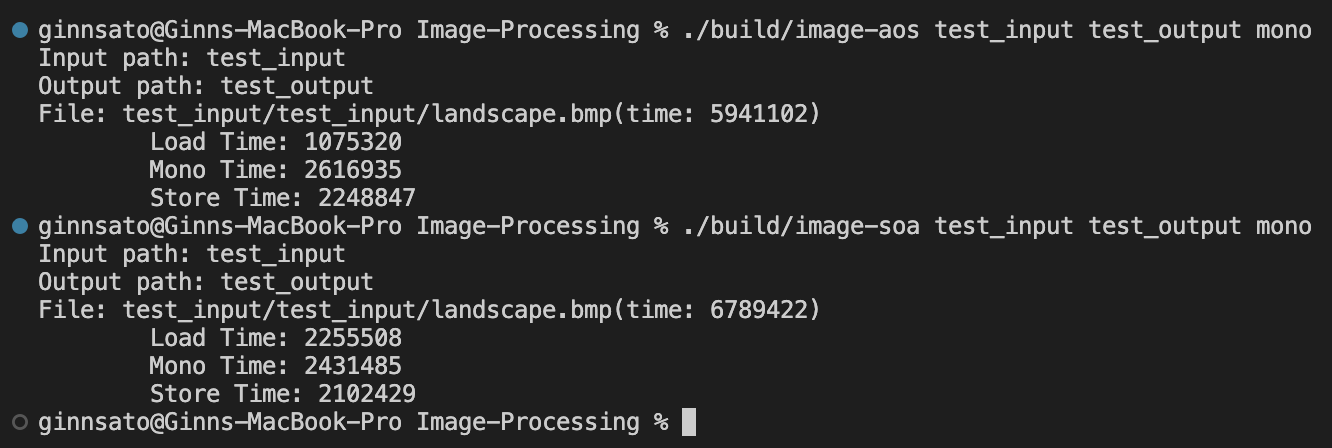 ginnsato@Ginns-MacBook-Pro Image-Processing % ./build/image-aos test_input test_output mono
Input path: test_input
Output path: test_output
File: test_input/test_input/landscape.bmp(time: 5941102)
Load Time: 1075320
Mono Time: 2616935
Store Time: 2248847
ginnsato@Ginns-MacBook-Pro Image-Processing % ./build/image-soa test_input test_output mono
Input path: test_input
Output path: test_output
File: test_input/test_input/landscape.bmp(time: 6789422)
Load Time: 2255508
Mono Time: 2431485
Store Time: 2102429
ginnsato@Ginns-MacBook-Pro Image-Processing %